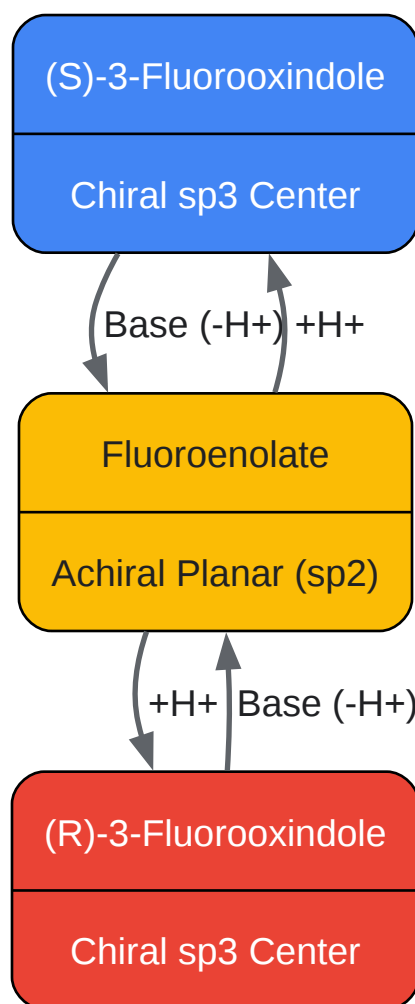 (S)-3-Fluorooxindole
Chiral sp3 Center
Base (-H+) +H+
Fluoroenolate
Achiral Planar (sp2)
+H+ Base (-H+)
(R)-3-Fluorooxindole
Chiral sp3 Center